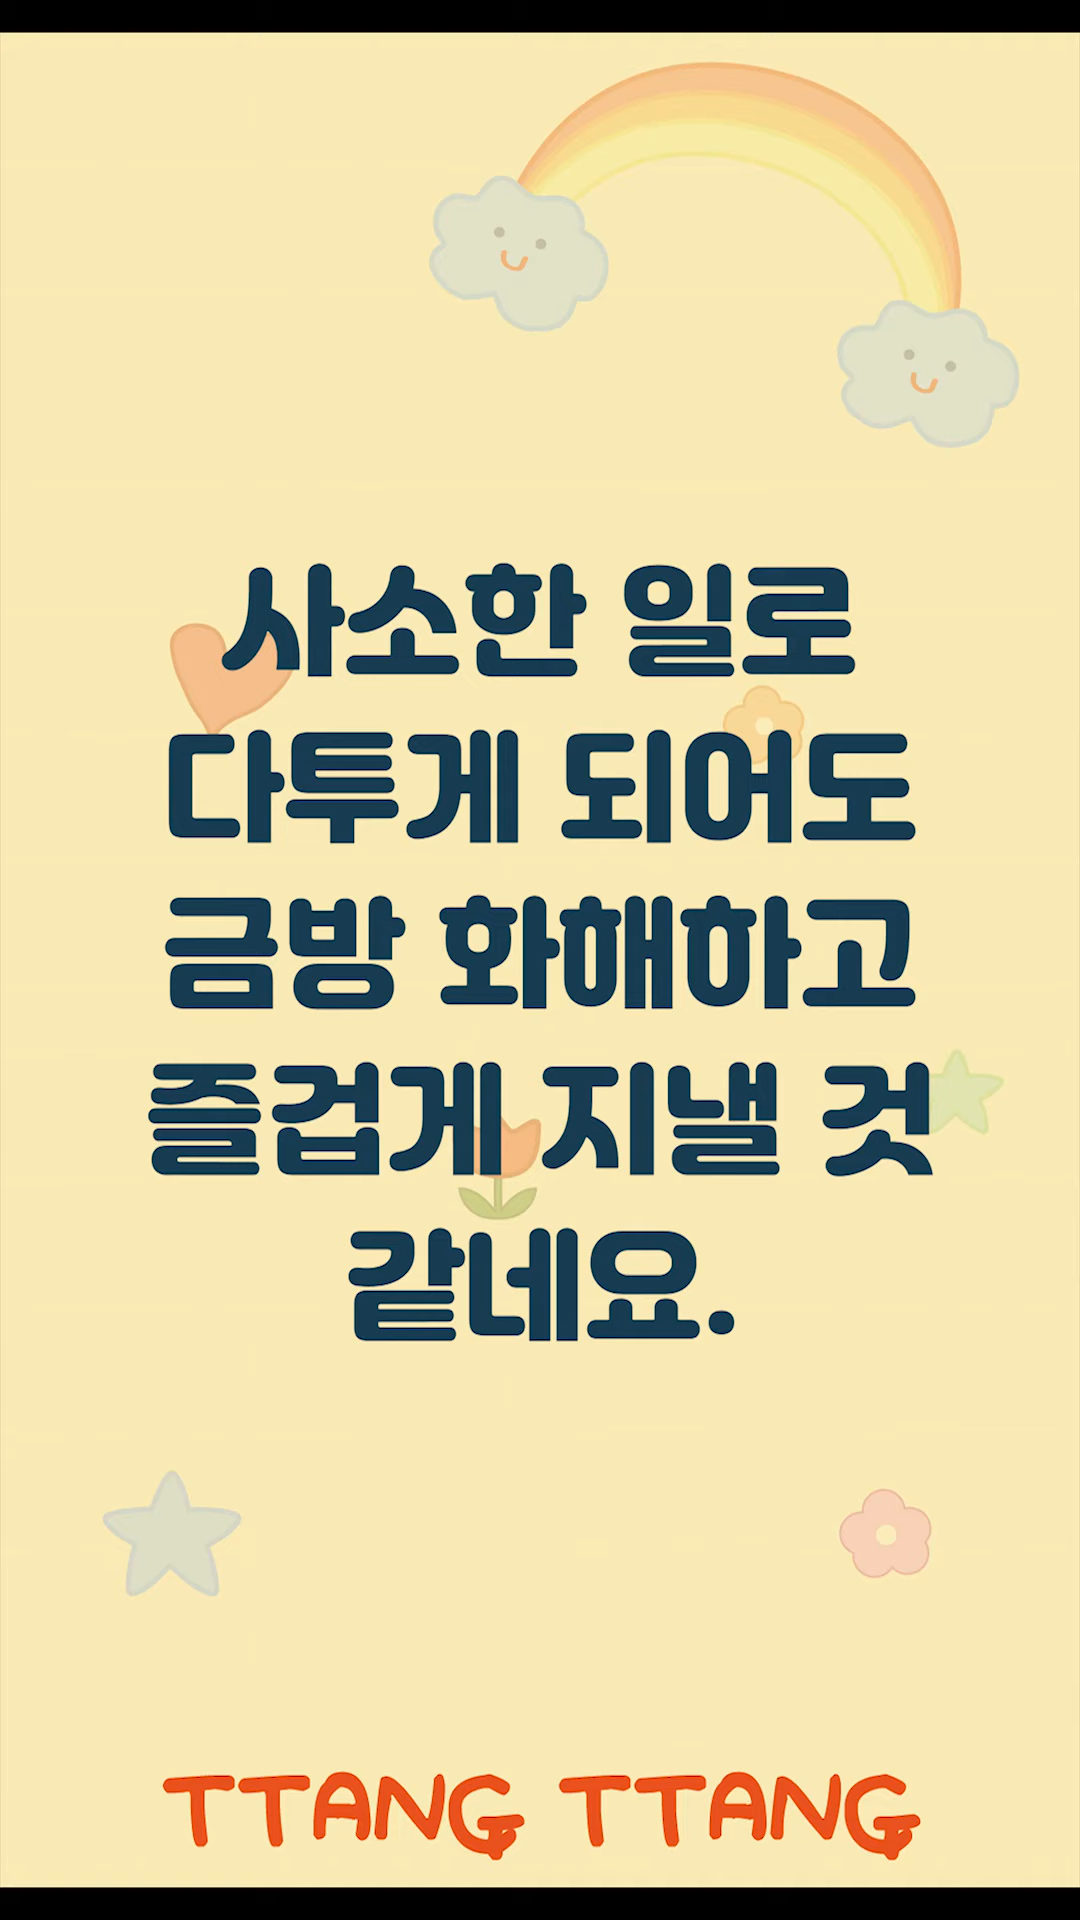 사소한 일로
다투게 되어도
금방 화해하고
즐겁게 지낼 것
같네요.
TTANG TTANG